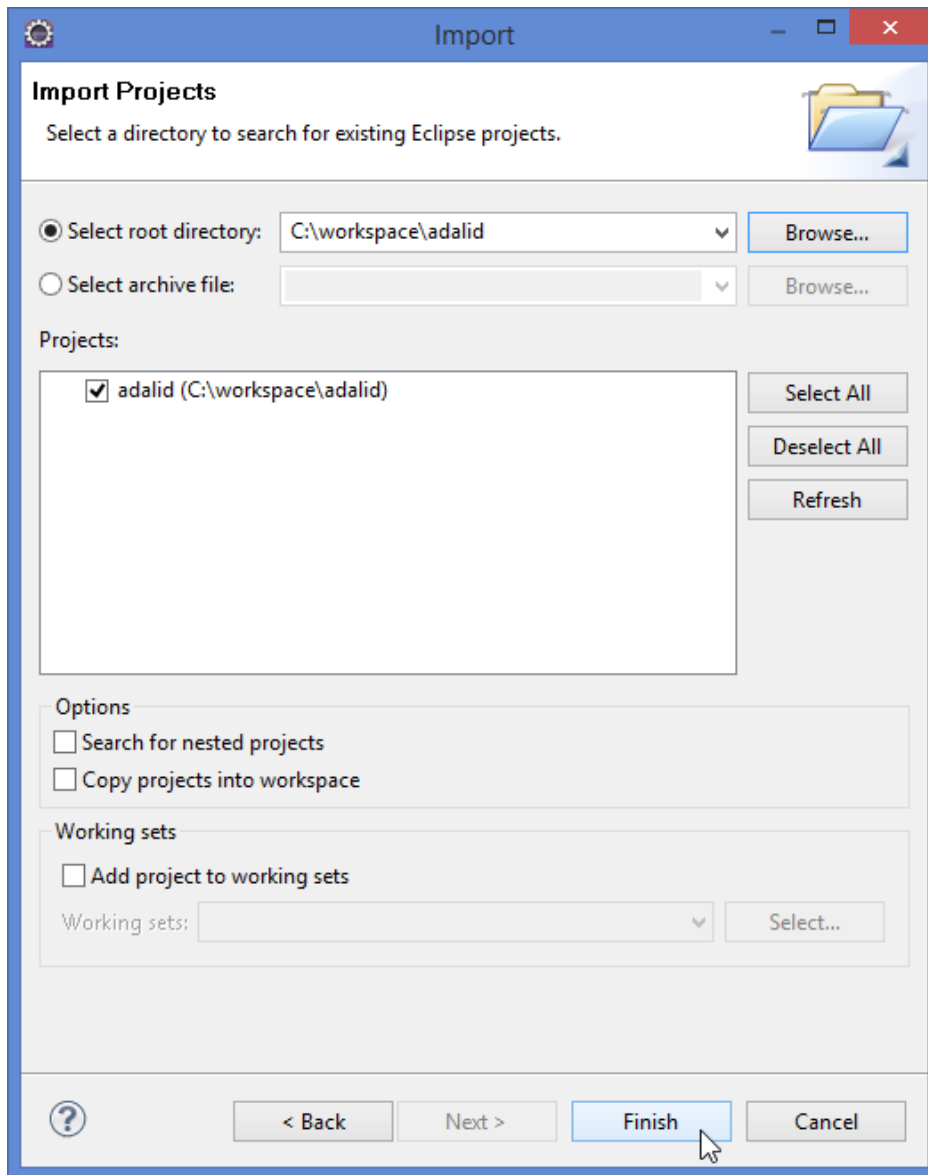 Import
Import Projects
Select a directory to search for existing Eclipse projects.
Select root directory: C:\workspace\adalid Browse...
Select archive file: Browse...
Projects:
adalid (C:\workspace\adalid)
Select All
Deselect All
Refresh
Options
Search for nested projects
Copy projects into workspace
Working sets
Add project to working sets
Working sets: Select...
? < Back Next > Finish Cancel